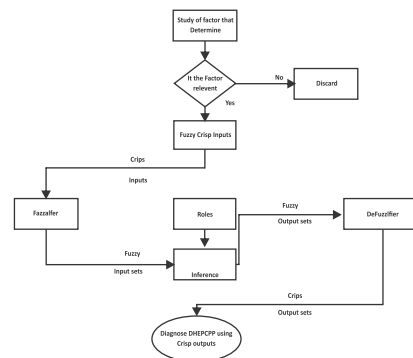 Study of factor that
Determine
It the Factor
relevent
No
Discard
Yes
Fuzzy Crisp Inputs
Crips
Inputs
Fazzalfer
Roles
Fuzzy
Output sets
DeFuzzifier
Fuzzy
Input sets
Inference
Crips
Output sets
Diagnose DHEPCPP using
Crisp outputs